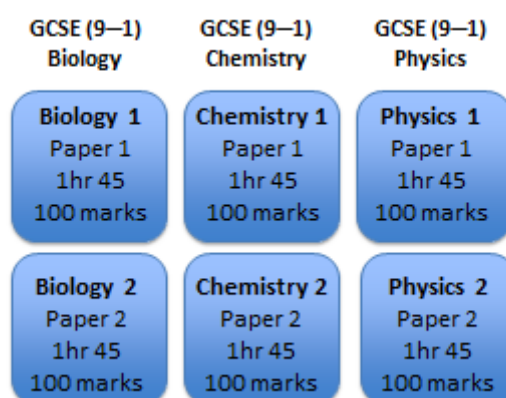 GCSE (9—1)
Biology
GCSE (9—1)
Chemistry
GCSE (9—1)
Physics
Biology 1
Paper 1
1hr 45
100 marks
Chemistry 1
Paper 1
1hr 45
100 marks
Physics 1
Paper 1
1hr 45
100 marks
Biology 2
Paper 2
1hr 45
100 marks
Chemistry 2
Paper 2
1hr 45
100 marks
Physics 2
Paper 2
1hr 45
100 marks